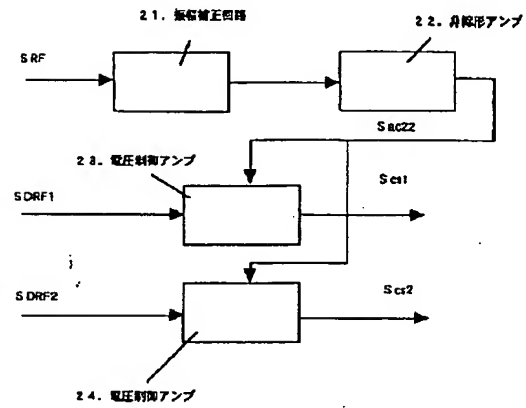 21. 振幅補正回路
22. 非線形アンプ
SRF
Sac22
23. 電圧制御アンプ
SDRF1
Scs1
SDRF2
Scs2
24. 電圧制御アンプ